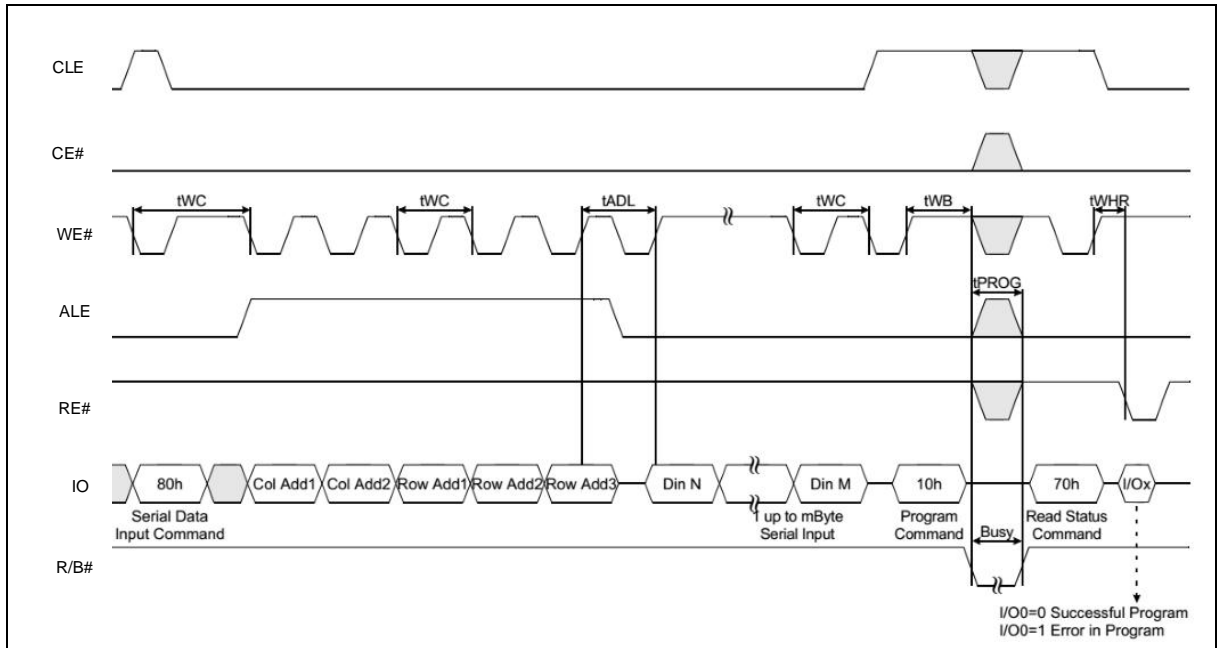 CLE
CE#
tWC
tWC
tADL
tWC
tWB
tWHR
WE#
tPROG
ALE
RE#
IO
80h
Col Add1
Col Add2
Row Add1
Row Add2
Row Add3
Din N
Din M
10h
70h
I/Ox
Serial Data
Input Command
1 up to mByte
Serial Input
Program
Command
Busy
Read Status
Command
R/B#
I/O0=0 Successful Program
I/O0=1 Error in Program